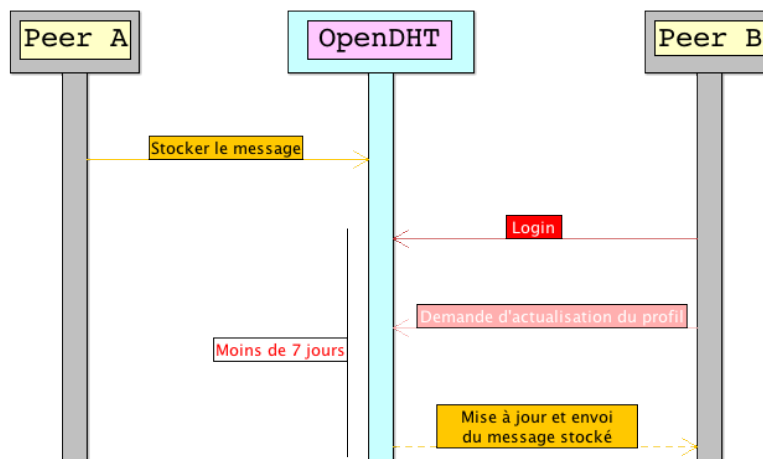 Peer A
OpenDHT
Peer B
Stocker le message
Login
Demande d'actualisation du profil
Moins de 7 jours
Mise à jour et envoi
du message stocké